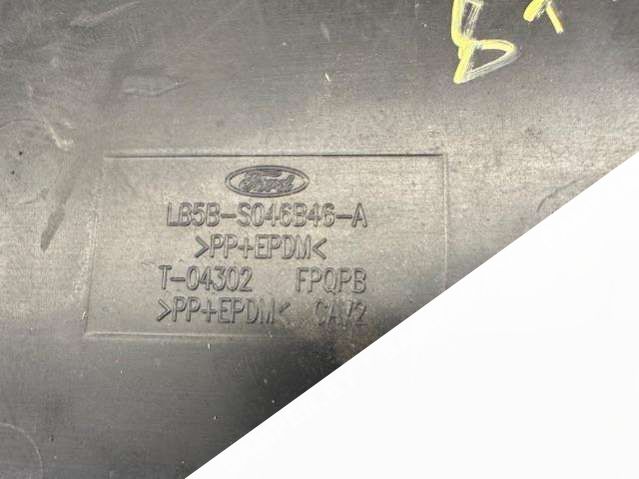 Ford
LB5B-S046B46-A
>PP+EPDM<
T-04302 FPQPB
>PP+EPDM< CAV2